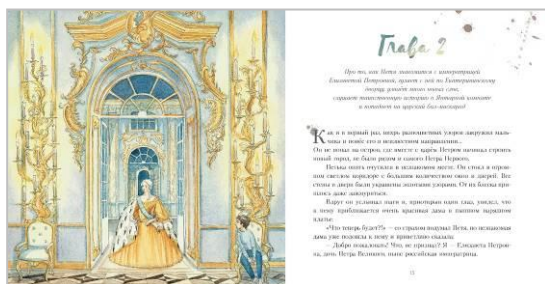 Глава 2
Про то, как Петя знакомится с императрицей
Елизаветой Петровной, гуляет с ней по Екатерининскому
дворцу, узнаёт много новых слов,
слушает таинственную историю о Янтарной комнате
и попадает на царский бал-маскарад
Как и в первый раз, вихрь разноцветных узоров закружил маль-
чика и понёс его в неизвестном направлении...
Он не попал на остров, где вместе с царём Петром начинал строить
новый город, не было рядом и самого Петра Первого.
Петька опять очутился в незнакомом месте. Он стоял в огром-
ном светлом коридоре с большим количеством окон и дверей. Все
стены и двери были украшены золотыми узорами. От их блеска при-
шлось даже зажмуриться.
Вдруг он услышал шаги и, приоткрыв один глаз, увидел, что
к нему приближается очень красивая дама в пышном нарядном
платье.
«Что теперь будет?!» — со страхом подумал Петя, но незнакомая
дама уже подошла к нему и приветливо сказала:
— Добро пожаловать! Что, не признал? Я — Елизавета Петров-
на, дочь Петра Великого, ныне российская императрица.